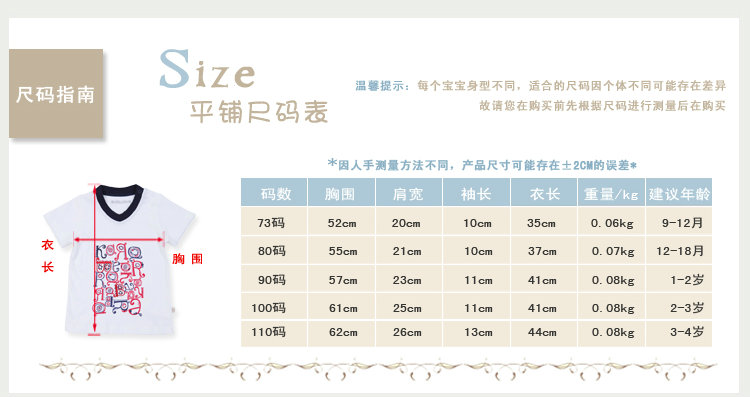 尺码指南
Size
平铺尺码表
温馨提示：每个宝宝身型不同，适合的尺码因个体不同可能存在差异
故请您在购买前先根据尺码进行测量后在购买
*因人手测量方法不同，产品尺寸可能存在±2CM的误差*
码数 胸围 肩宽 袖长 衣长 重量/kg 建议年龄
73码 52cm 20cm 10cm 35cm 0.06kg 9-12月
80码 55cm 21cm 10cm 37cm 0.07kg 12-18月
90码 57cm 23cm 11cm 41cm 0.08kg 1-2岁
100码 61cm 25cm 11cm 41cm 0.08kg 2-3岁
110码 62cm 26cm 13cm 44cm 0.08kg 3-4岁
衣长
胸围